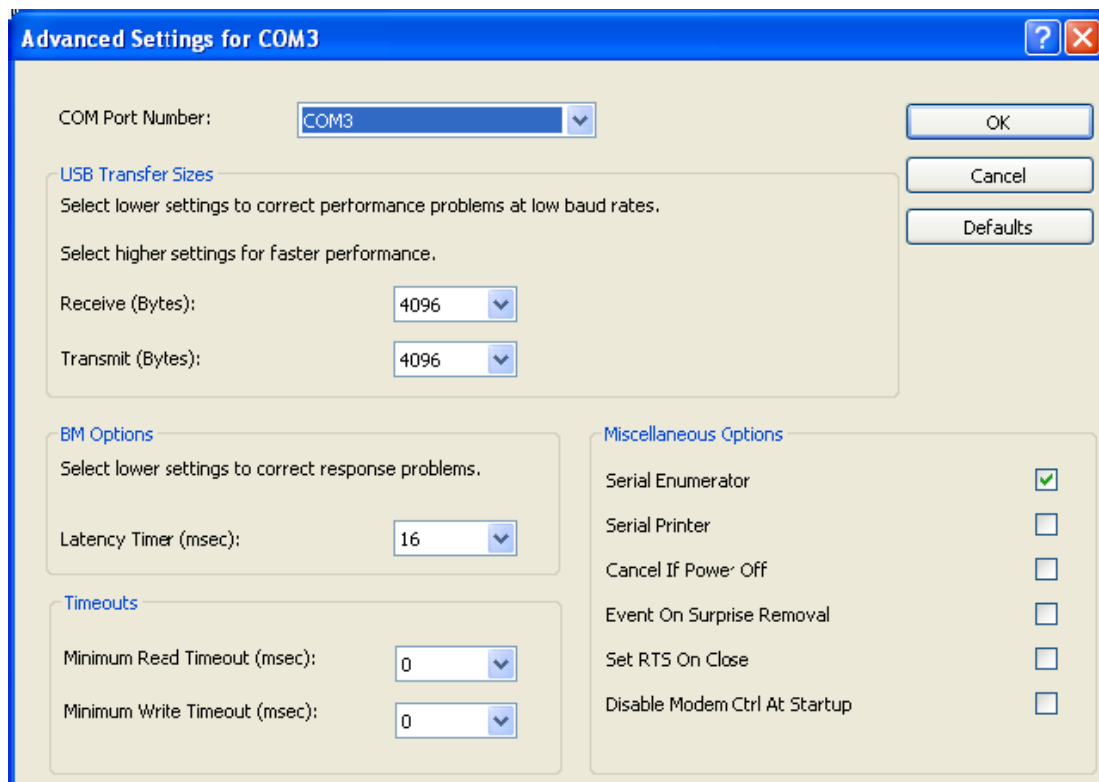 Advanced Settings for COM3
COM Port Number:
COM3
OK
Cancel
Defaults
USB Transfer Sizes
Select lower settings to correct performance problems at low baud rates.
Select higher settings for faster performance.
Receive (Bytes):
4096
Transmit (Bytes):
4096
BM Options
Select lower settings to correct response problems.
Latency Timer (msec):
16
Timeouts
Minimum Read Timeout (msec):
0
Minimum Write Timeout (msec):
0
Miscellaneous Options
Serial Enumerator
Serial Printer
Cancel If Power Off
Event On Surprise Removal
Set RTS On Close
Disable Modem Ctrl At Startup